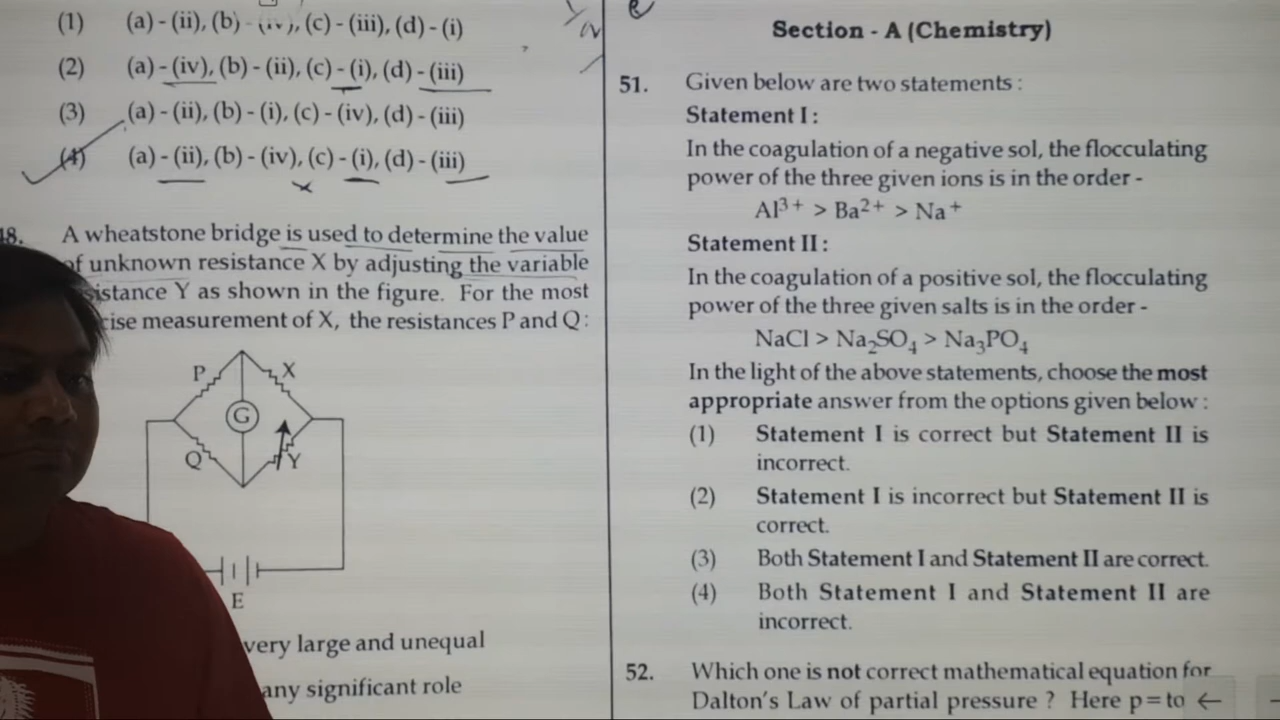 (1) (a) - (ii), (b) - (iv), (c) - (iii), (d) - (i)
(2) (a) - (iv), (b) - (ii), (c) - (i), (d) - (iii)
(3) (a) - (ii), (b) - (i), (c) - (iv), (d) - (iii)
(4) (a) - (ii), (b) - (iv), (c) - (i), (d) - (iii)
A wheatstone bridge is used to determine the value
of unknown resistance X by adjusting the variable
Y as shown in the figure. For the most
measurement of X, the resistances P and Q :
P X
G
Q Y
E
very large and unequal
any significant role
Section - A (Chemistry)
51. Given below are two statements :
Statement I :
In the coagulation of a negative sol, the flocculating
power of the three given ions is in the order -
Al³⁺ > Ba²⁺ > Na⁺
Statement II :
In the coagulation of a positive sol, the flocculating
power of the three given salts is in the order -
NaCl > Na₂SO₄ > Na₃PO₄
In the light of the above statements, choose the most
appropriate answer from the options given below :
(1) Statement I is correct but Statement II is
incorrect.
(2) Statement I is incorrect but Statement II is
correct.
(3) Both Statement I and Statement II are correct.
(4) Both Statement I and Statement II are
incorrect.
52. Which one is not correct mathematical equation for
Dalton's Law of partial pressure ? Here p = to